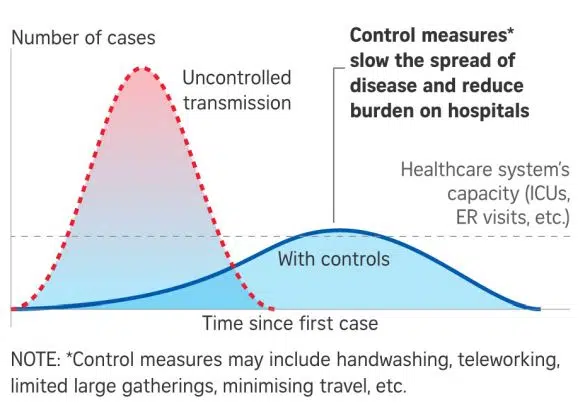 Number of cases
Control measures*
slow the spread of
disease and reduce
burden on hospitals
Uncontrolled
transmission
Healthcare system's
capacity (ICUs,
ER visits, etc.)
With controls
Time since first case
NOTE: *Control measures may include handwashing, teleworking,
limited large gatherings, minimising travel, etc.